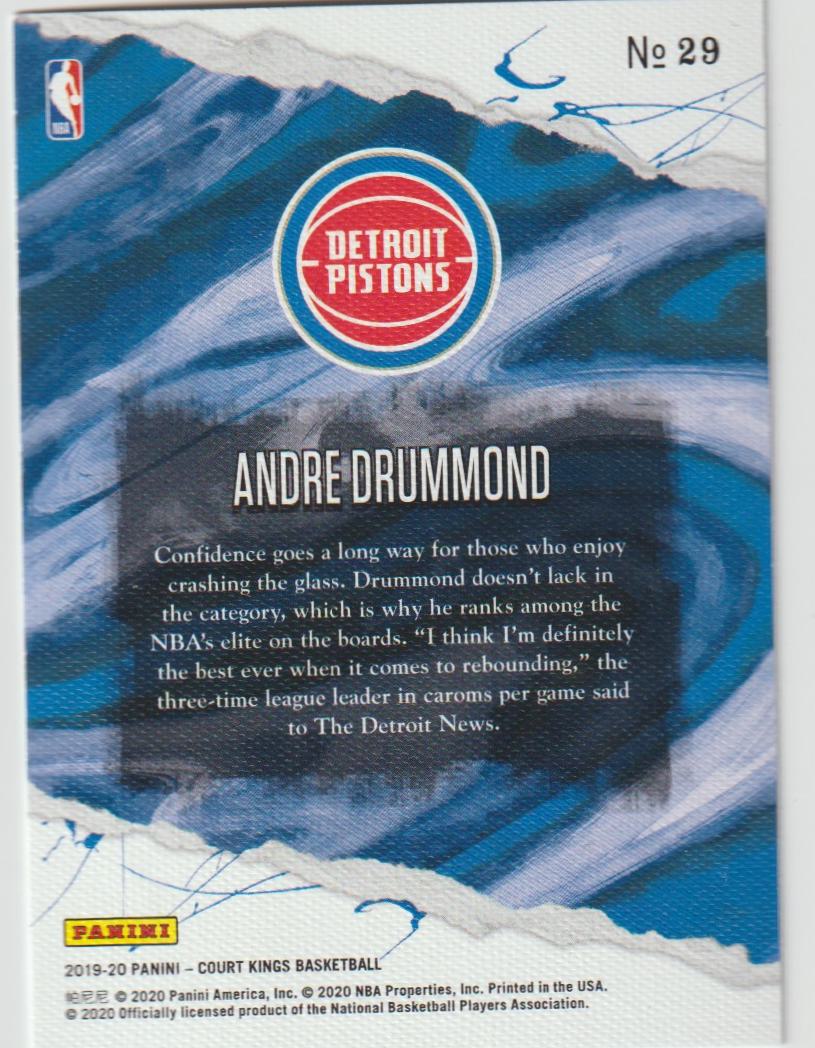 No 29
NBA
DETROIT
PISTONS
ANDRE DRUMMOND
Confidence goes a long way for those who enjoy
crashing the glass. Drummond doesn't lack in
the category, which is why he ranks among the
NBA's elite on the boards. “I think I'm definitely
the best ever when it comes to rebounding,” the
three-time league leader in caroms per game said
to The Detroit News.
PANINI
2019-20 PANINI – COURT KINGS BASKETBALL
帕尼尼 © 2020 Panini America, Inc. © 2020 NBA Properties, Inc. Printed in the USA.
© 2020 Officially licensed product of the National Basketball Players Association.